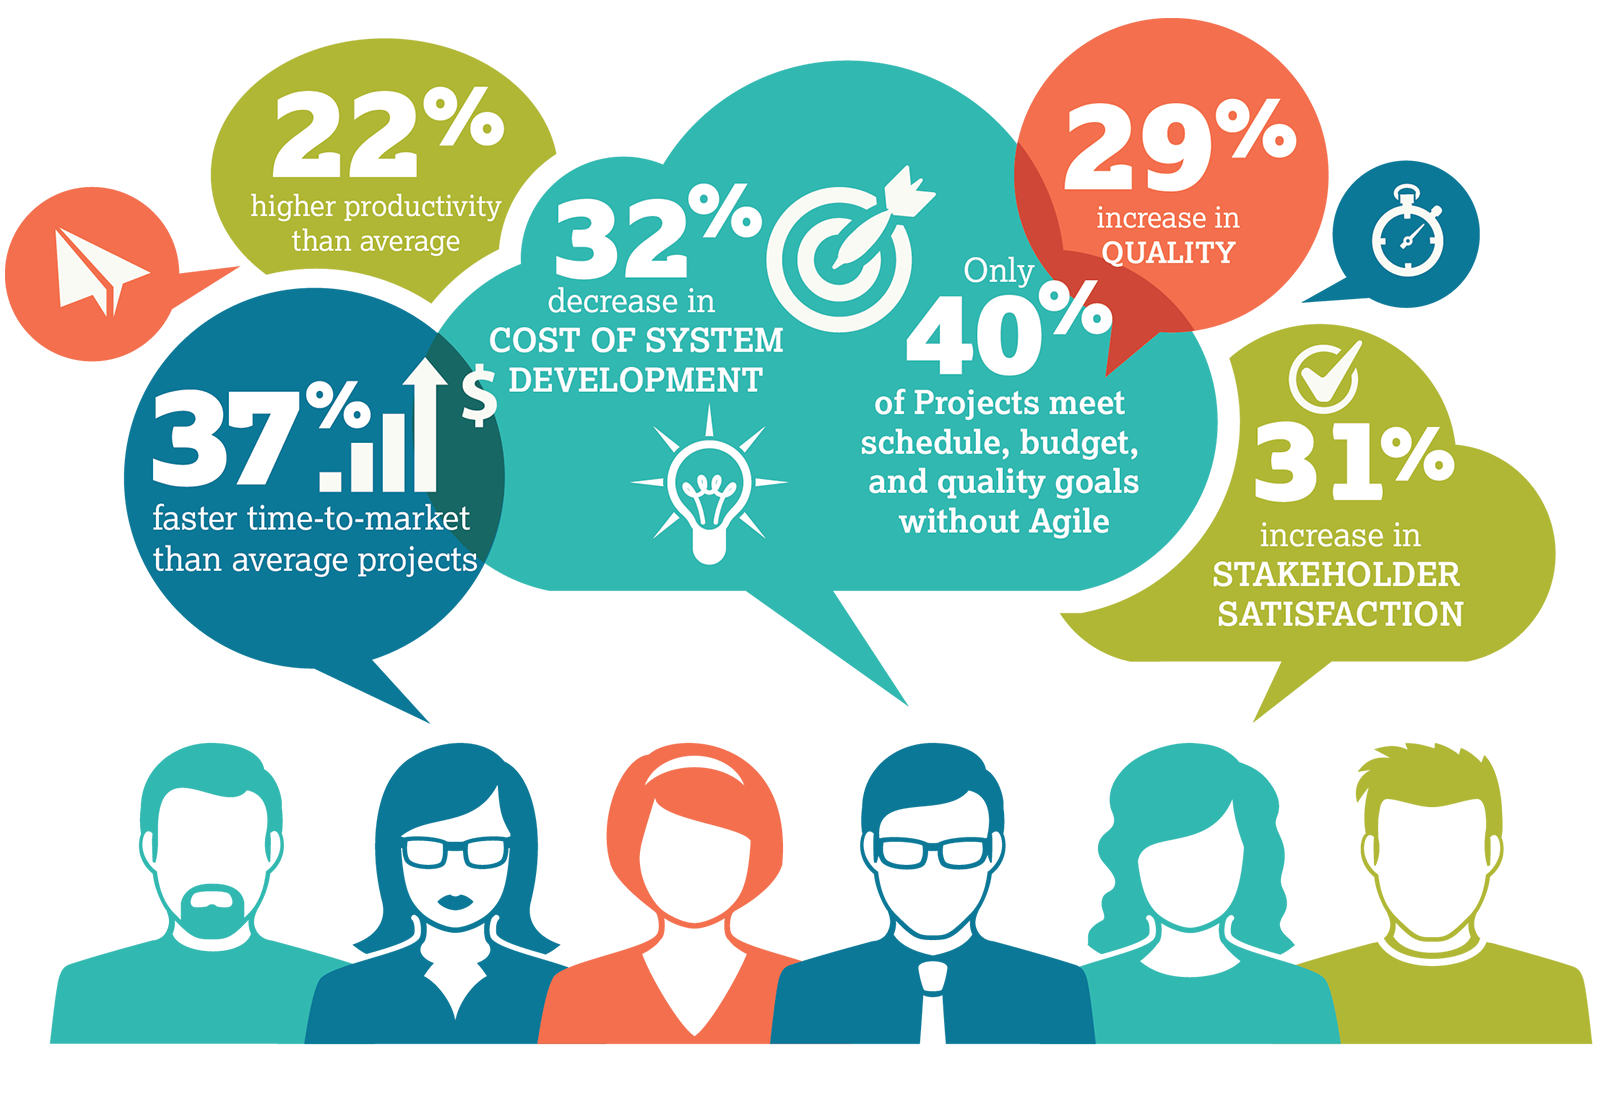 22%
higher productivity
than average
32%
decrease in
COST OF SYSTEM
DEVELOPMENT
$
37%
faster time-to-market
than average projects
Only
40%
of Projects meet
schedule, budget,
and quality goals
without Agile
29%
increase in
QUALITY
31%
increase in
STAKEHOLDER
SATISFACTION